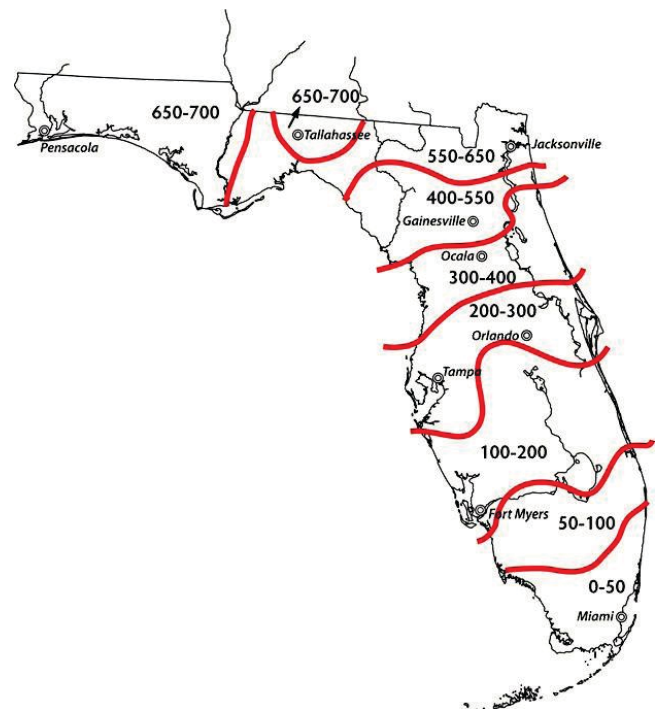 650-700
650-700
Pensacola
Tallahassee
Jacksonville
550-650
400-550
Gainesville
Ocala
300-400
200-300
Orlando
Tampa
100-200
Fort Myers
50-100
0-50
Miami